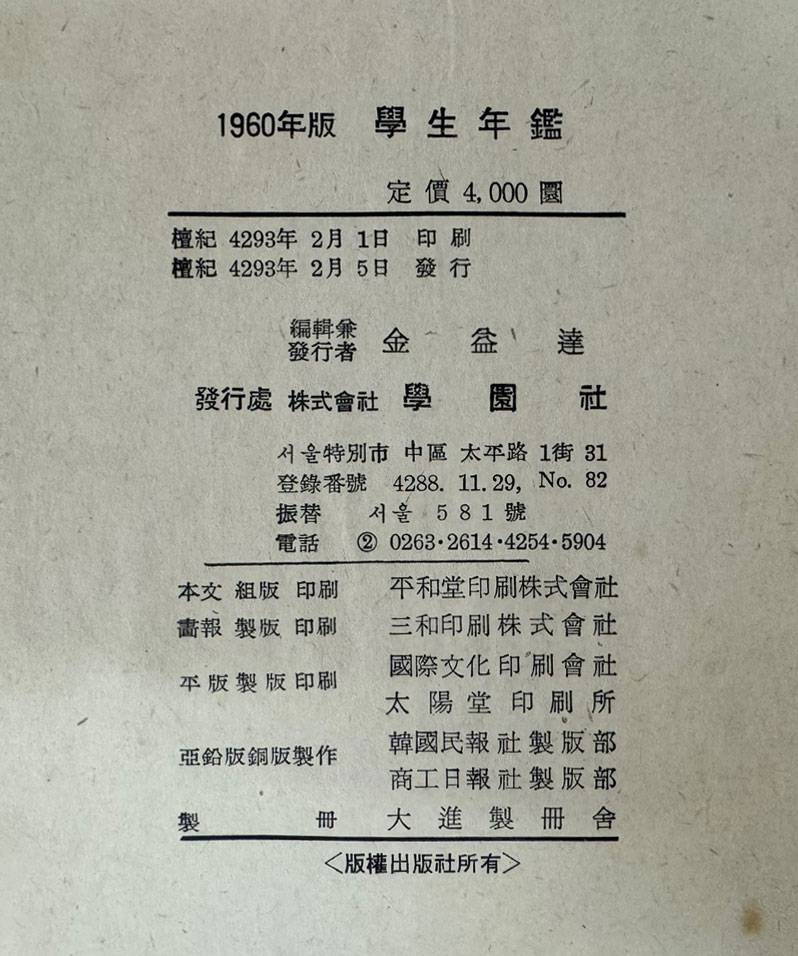 1960年版 學生年鑑
定價 4,000 圜
檀紀 4293年 2月 1日 印刷
檀紀 4293年 2月 5日 發行
編輯兼
發行者 金益達
發行處 株式會社 學園社
서울特別市 中區 太平路 1街 31
登錄番號 4288. 11. 29, No. 82
振替 서울 581號
電話 ② 0263·2614·4254·5904
本文 組版 印刷 平和堂印刷株式會社
畵報 製版 印刷 三和印刷株式會社
平版製版印刷 國際文化印刷會社
太陽堂印刷所
亞鉛版銅版製作 韓國民報社製版部
商工日報社製版部
製冊 大進製冊舍
〈版權出版社所有〉